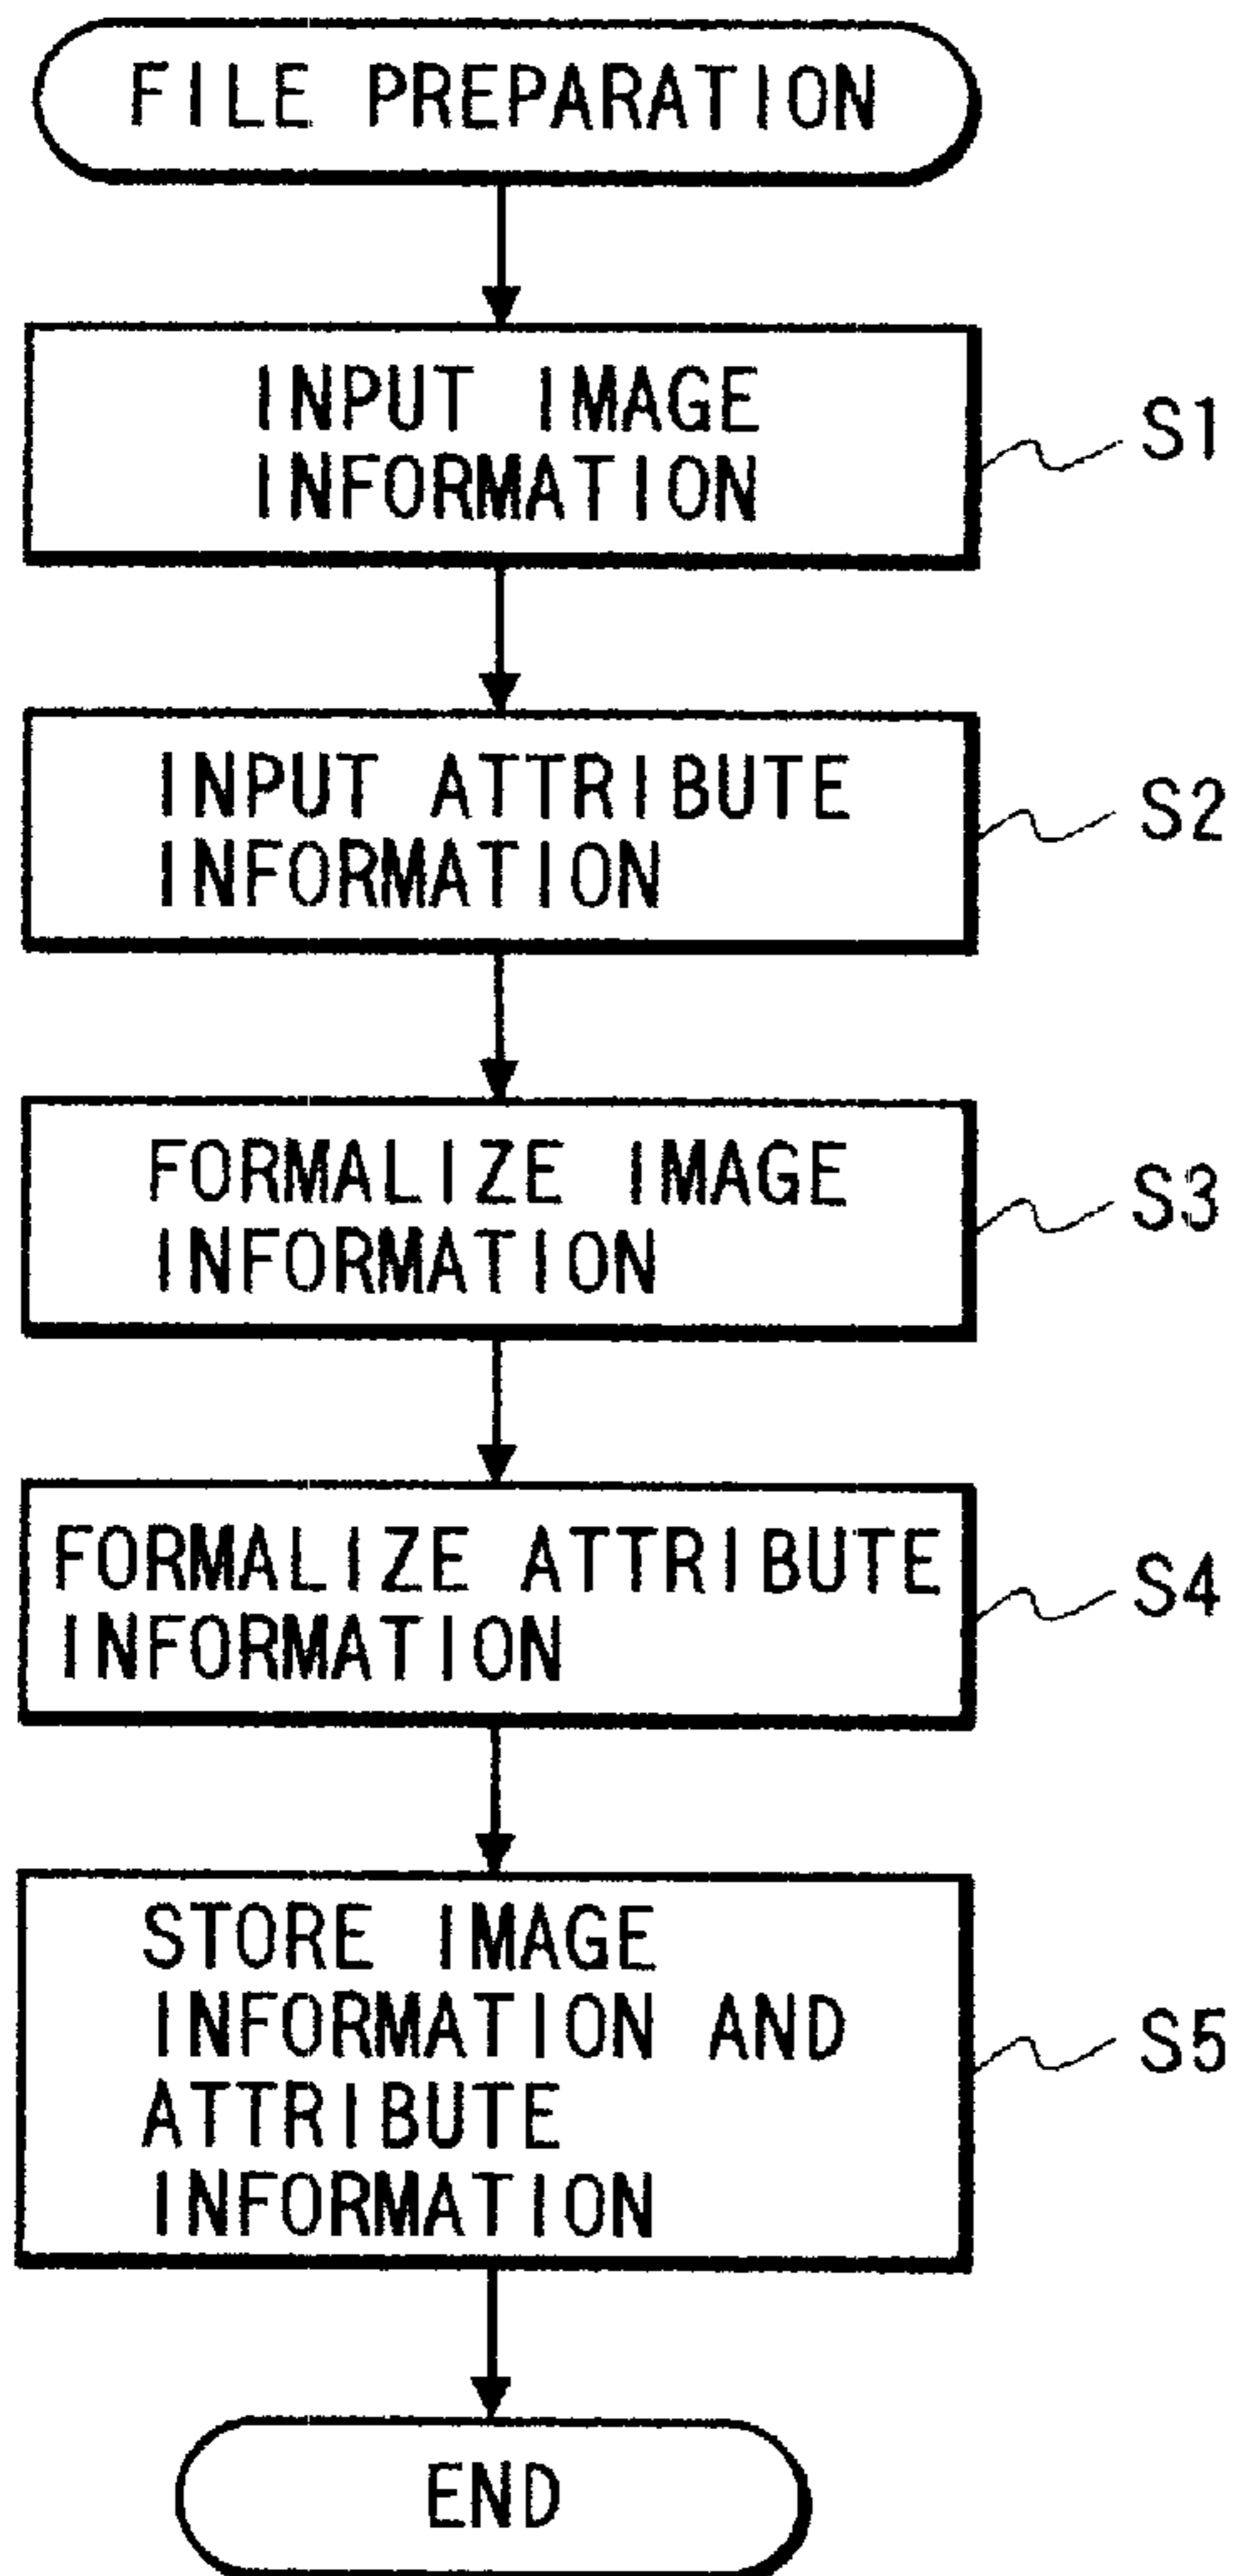 FILE PREPARATION
INPUT IMAGE
INFORMATION
S1
INPUT ATTRIBUTE
INFORMATION
S2
FORMALIZE IMAGE
INFORMATION
S3
FORMALIZE ATTRIBUTE
INFORMATION
S4
STORE IMAGE
INFORMATION AND
ATTRIBUTE
INFORMATION
S5
END